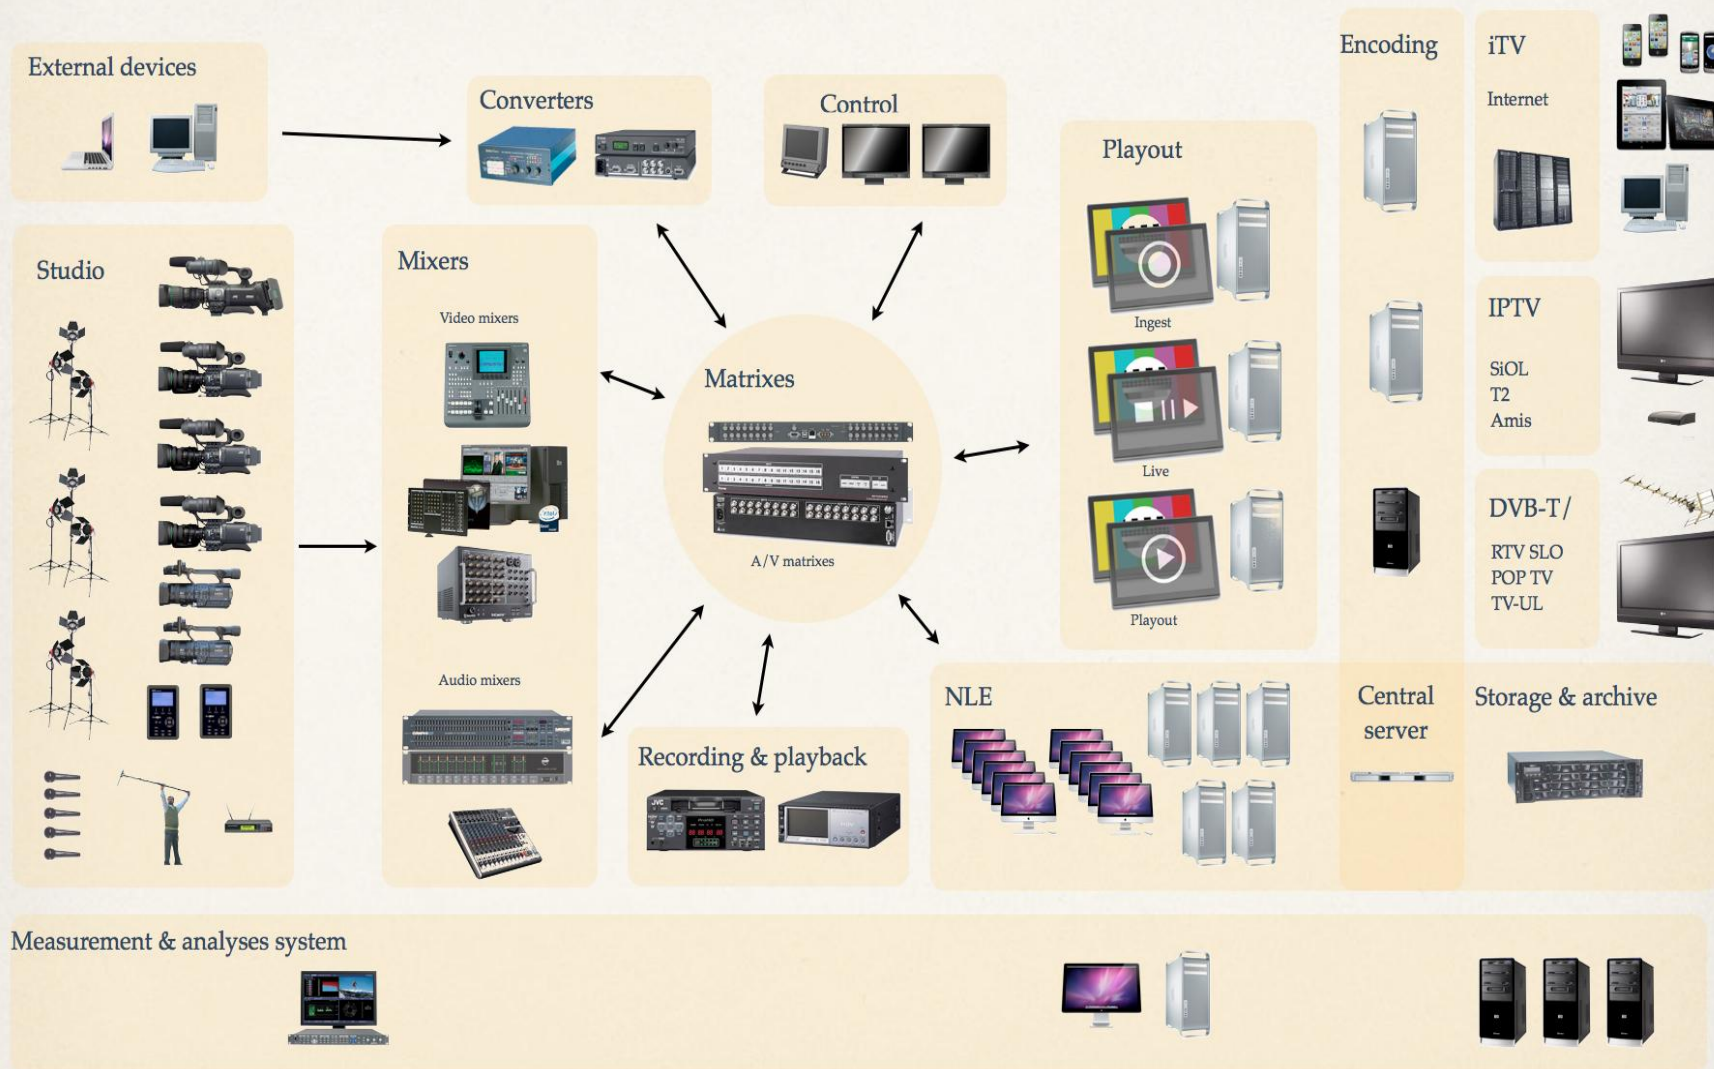 External devices
Converters
Control
Encoding
iTV
Internet
Playout
Studio
Mixers
Video mixers
Ingest
IPTV
SiOL
T2
Amis
Matrixes
A/V matrixes
Live
DVB-T/
RTV SLO
POP TV
TV-UL
Playout
Audio mixers
Recording & playback
JVC
NLE
Central
server
Storage & archive
Measurement & analyses system